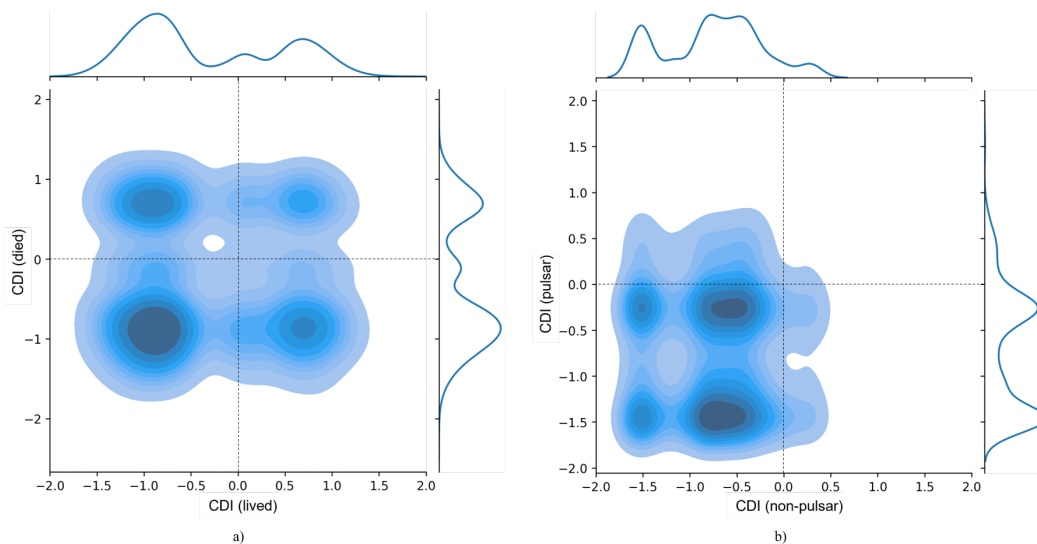 2
1
0
−1
−2
CDI (died)
−2.0 −1.5 −1.0 −0.5 0.0 0.5 1.0 1.5 2.0
CDI (lived)
a)
2.0
1.5
1.0
0.5
0.0
−0.5
−1.0
−1.5
−2.0
CDI (pulsar)
−2.0 −1.5 −1.0 −0.5 0.0 0.5 1.0 1.5 2.0
CDI (non-pulsar)
b)